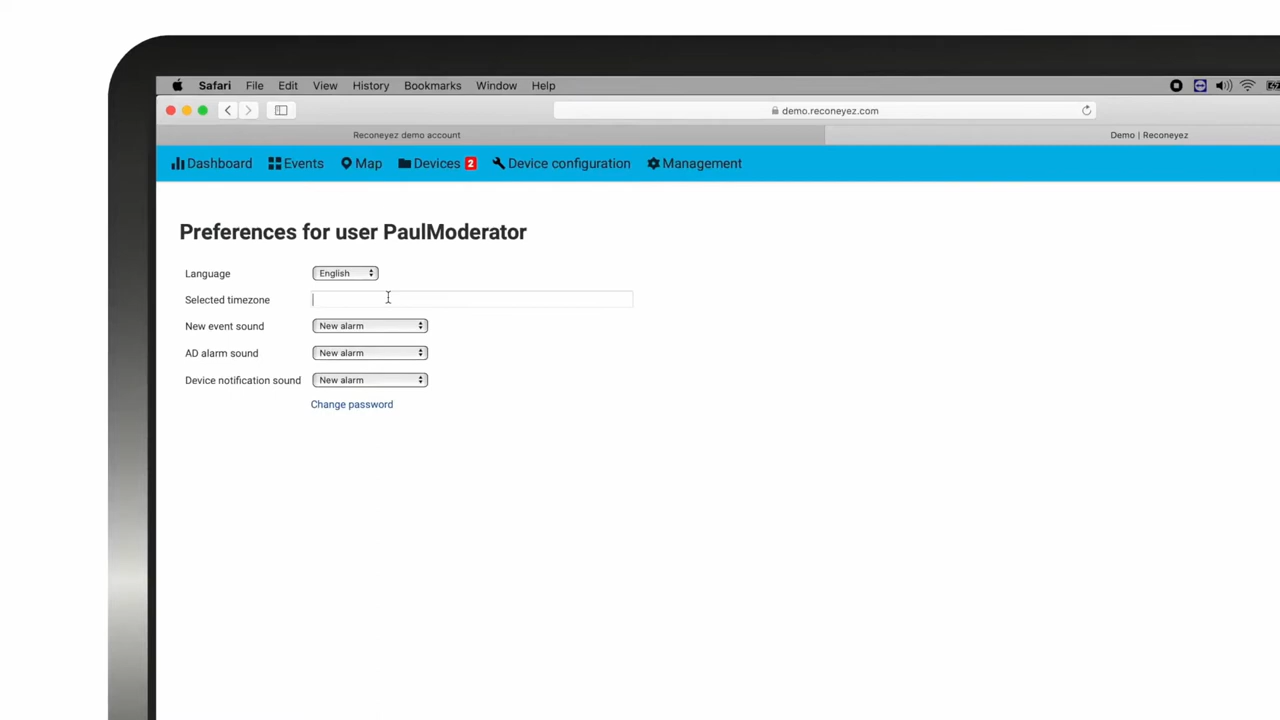 Safari File Edit View History Bookmarks Window Help
demo.reconeyez.com
Reconeyez demo account Demo | Reconeyez
Dashboard Events Map Devices 2 Device configuration Management
Preferences for user PaulModerator
Language English
Selected timezone
New event sound New alarm
AD alarm sound New alarm
Device notification sound New alarm
Change password